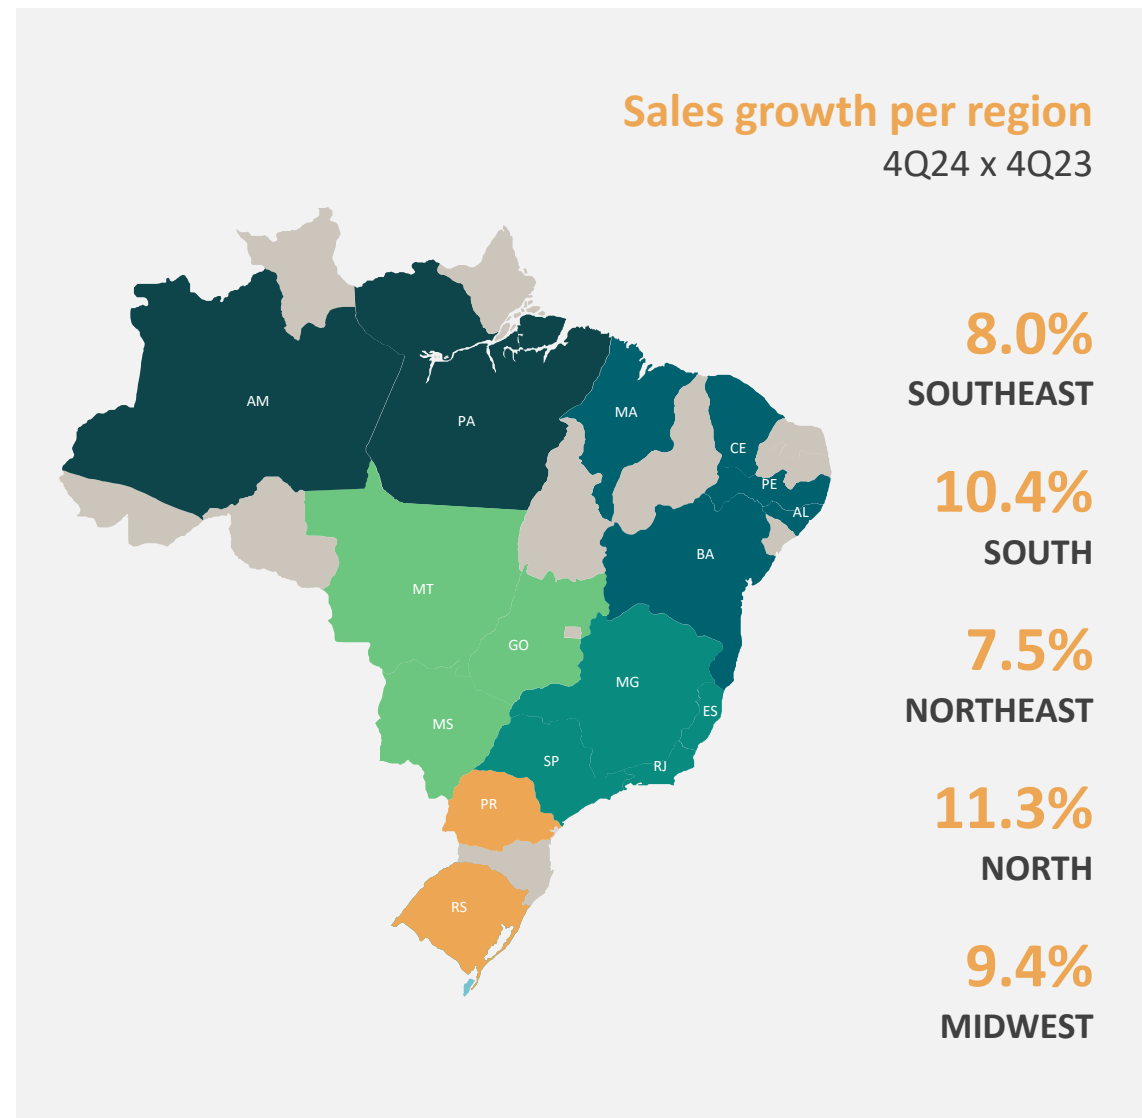 Sales growth per region
4Q24 x 4Q23
8.0%
SOUTHEAST
10.4%
SOUTH
7.5%
NORTHEAST
11.3%
NORTH
9.4%
MIDWEST
AM
PA
MA
CE
PE
AL
BA
MT
GO
MG
ES
MS
SP
RJ
PR
RS